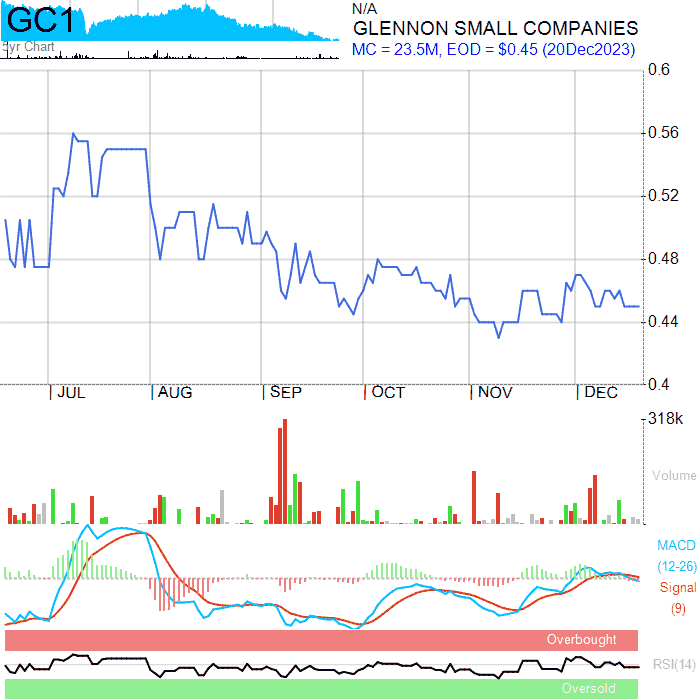 GC1
5yr Chart
N/A
GLENNON SMALL COMPANIES
MC = 23.5M, EOD = $0.45 (20Dec2023)
0.6
0.56
0.52
0.48
0.44
0.4
JUL AUG SEP OCT NOV DEC
318k
Volume
MACD
(12-26)
Signal
(9)
Overbought
RSI(14)
Oversold